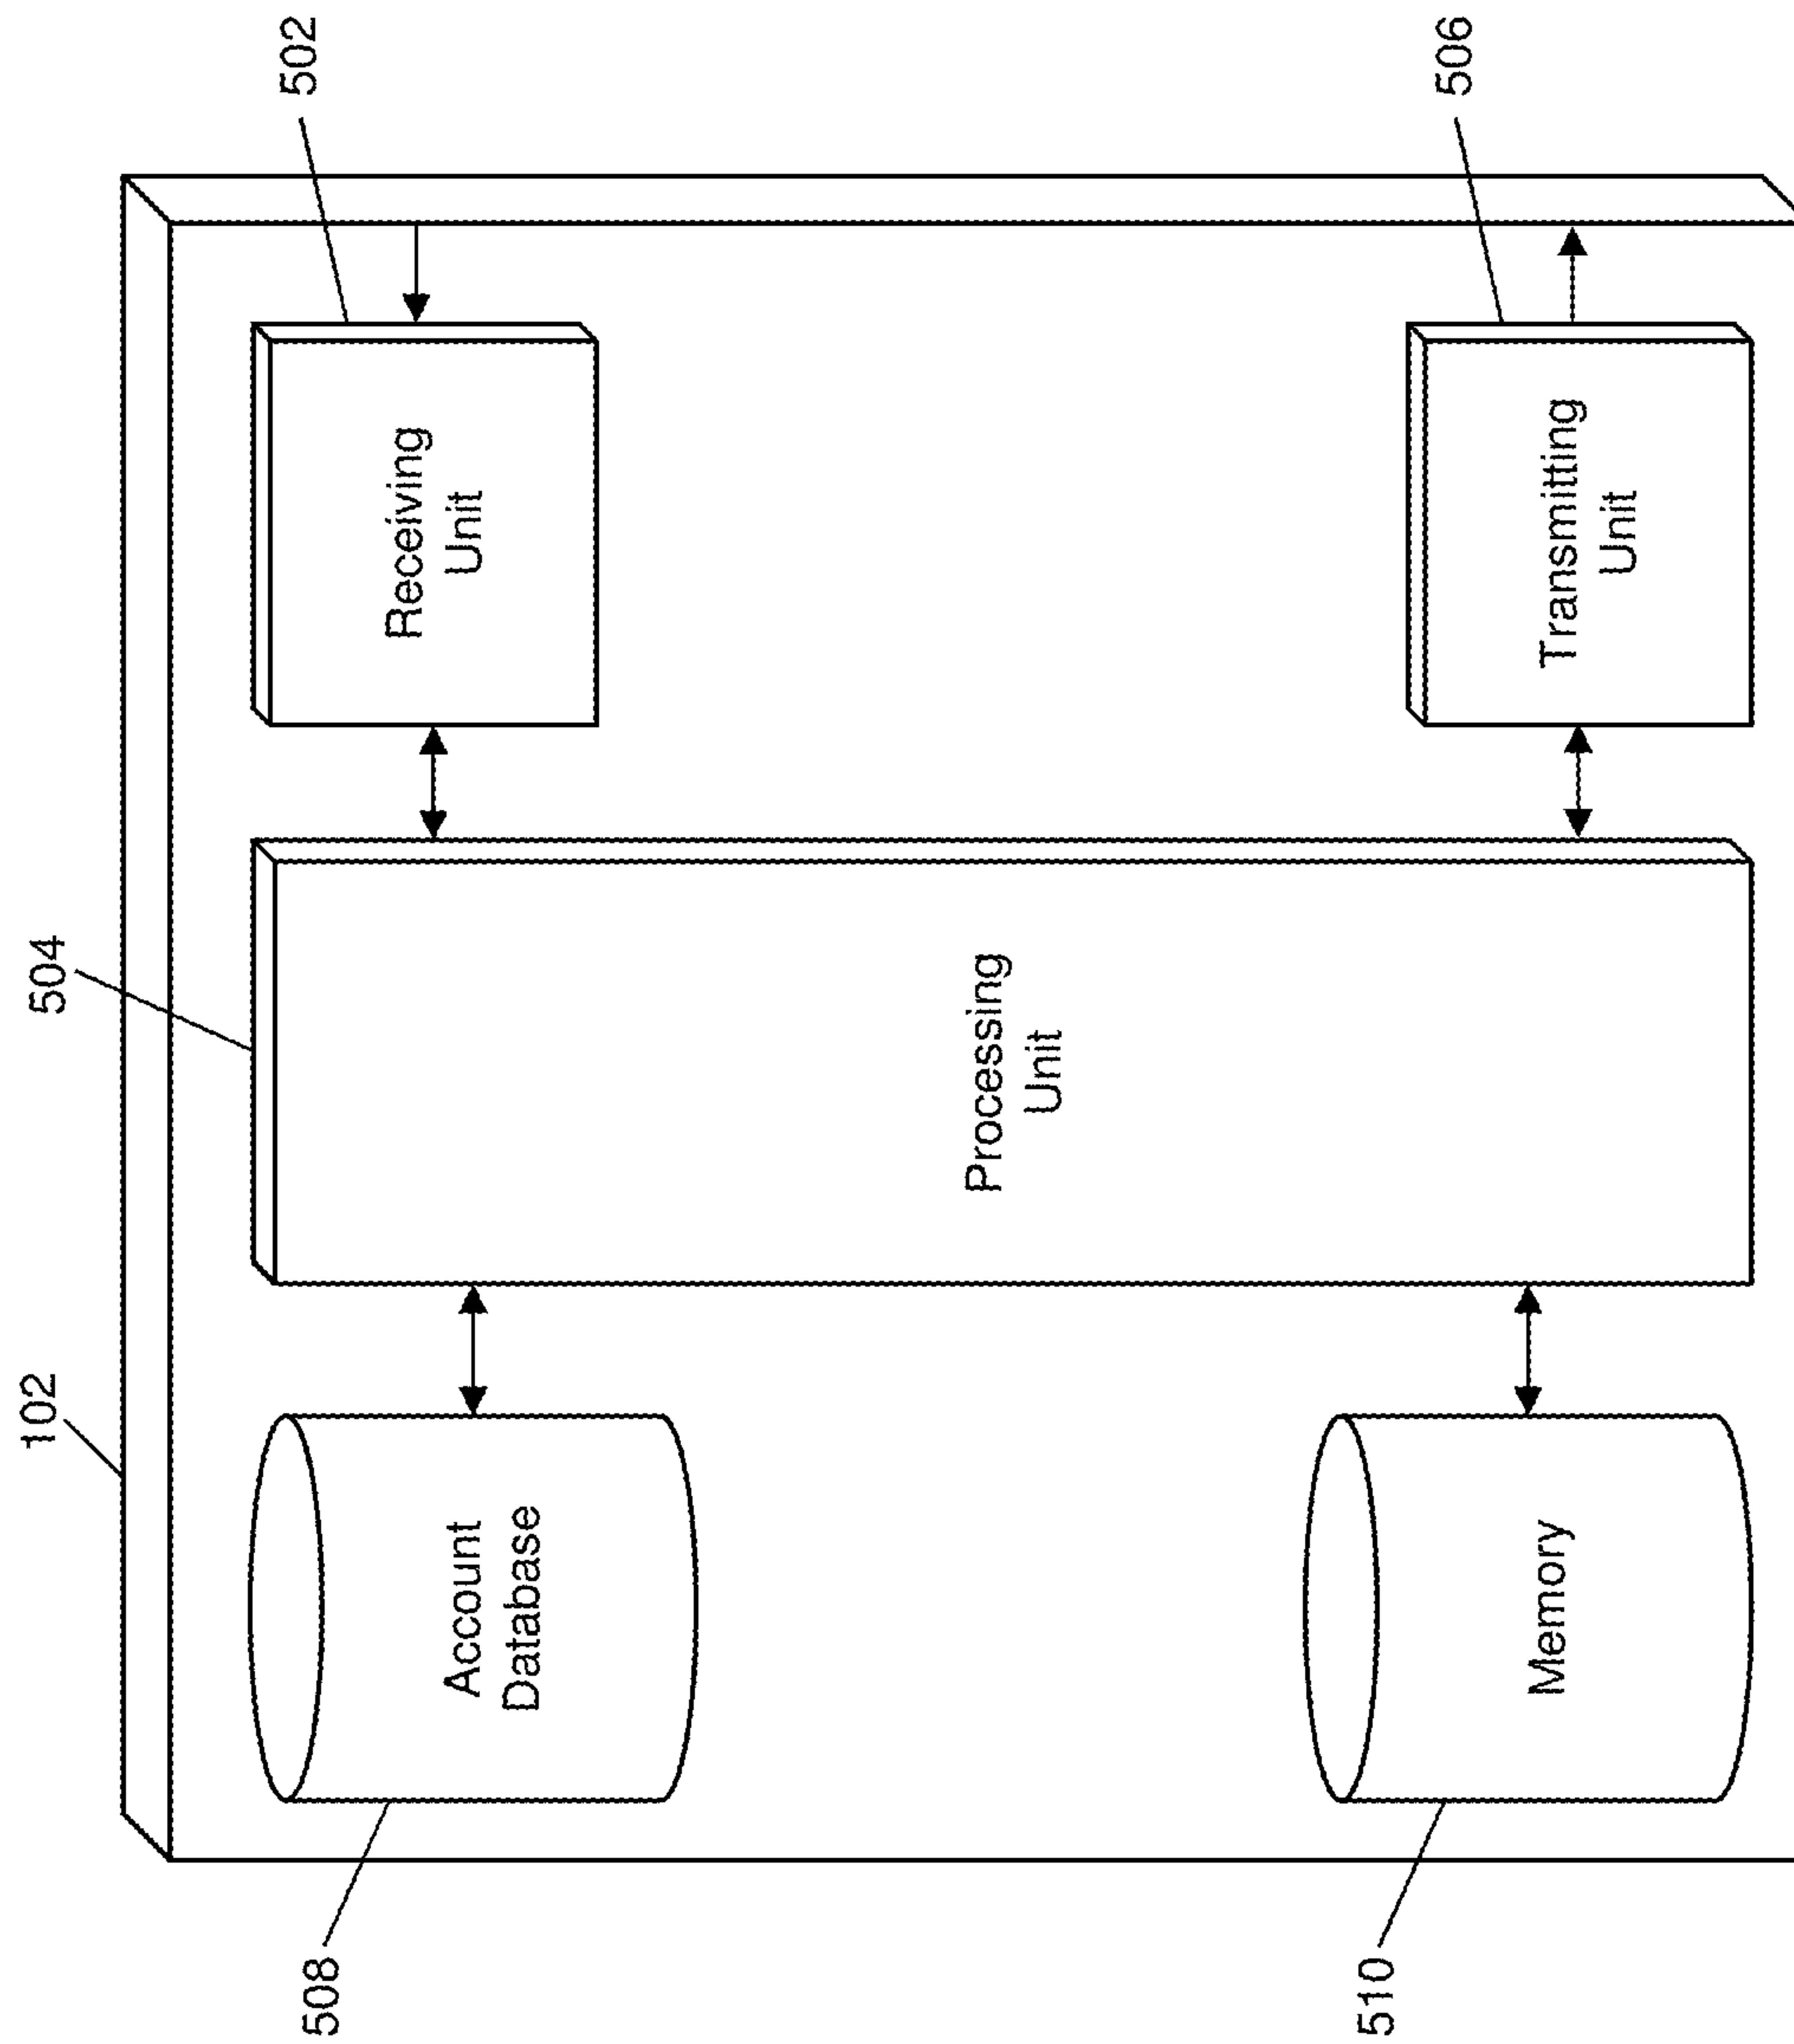 102
504
502
508
Account
Database
Processing
Unit
Receiving
Unit
510
Memory
Transmitting
Unit
506